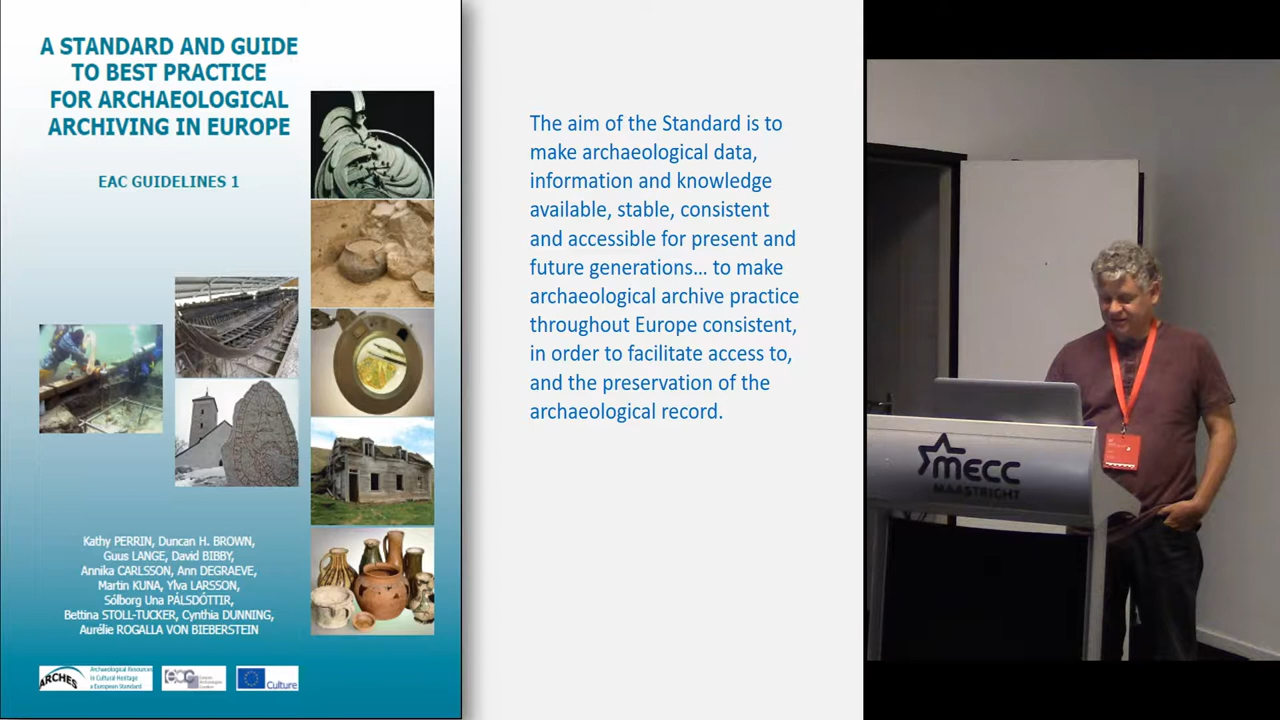 A STANDARD AND GUIDE
TO BEST PRACTICE
FOR ARCHAEOLOGICAL
ARCHIVING IN EUROPE
EAC GUIDELINES 1
Kathy PERRIN, Duncan H. BROWN,
Guus LANGE, David BIBBY,
Annika CARLSSON, Ann DEGRAEVE,
Martin KUNA, Ylva LARSSON,
Sólborg Una PÁLSDÓTTIR,
Bettina STOLL-TUCKER, Cynthia DUNNING,
Aurélie ROGALLA VON BIEBERSTEIN
ARCHES
Archaeological Resources
in Cultural Heritage
a European Standard
eac
Culture
The aim of the Standard is to
make archaeological data,
information and knowledge
available, stable, consistent
and accessible for present and
future generations... to make
archaeological archive practice
throughout Europe consistent,
in order to facilitate access to,
and the preservation of the
archaeological record.
MECC
MAASTRICHT